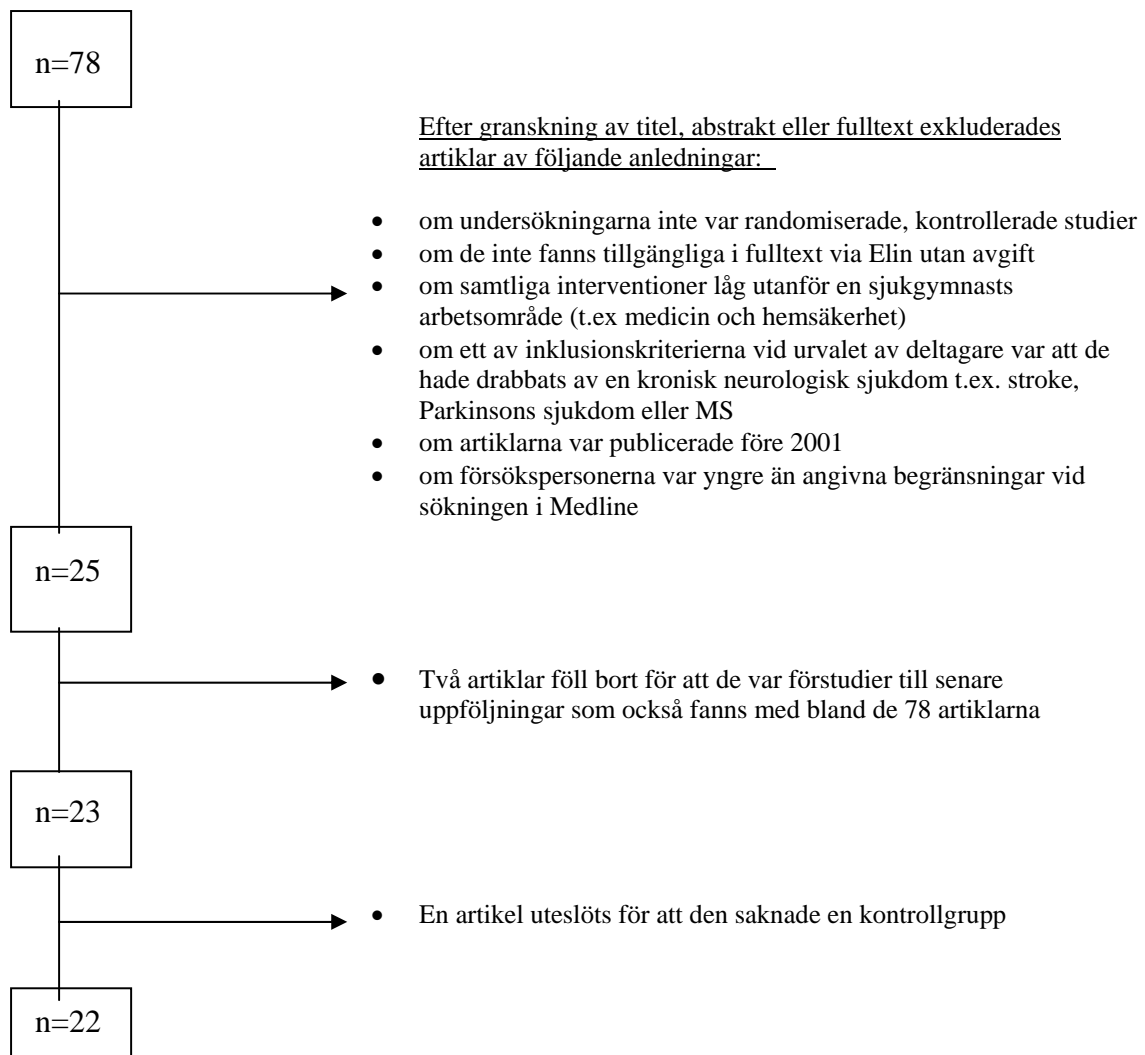 n=78
Efter granskning av titel, abstrakt eller fulltext exkluderades
artiklar av följande anledningar:
• om undersökningarna inte var randomiserade, kontrollerade studier
• om de inte fanns tillgängliga i fulltext via Elin utan avgift
• om samtliga interventioner låg utanför en sjukgymnasts
arbetsområde (t.ex medicin och hemsäkerhet)
• om ett av inklusionskriterierna vid urvalet av deltagare var att de
hade drabbats av en kronisk neurologisk sjukdom t.ex. stroke,
Parkinsons sjukdom eller MS
• om artiklarna var publicerade före 2001
• om försökspersonerna var yngre än angivna begränsningar vid
sökningen i Medline
n=25
• Två artiklar föll bort för att de var förstudier till senare
uppföljningar som också fanns med bland de 78 artiklarna
n=23
• En artikel uteslöts för att den saknade en kontrollgrupp
n=22